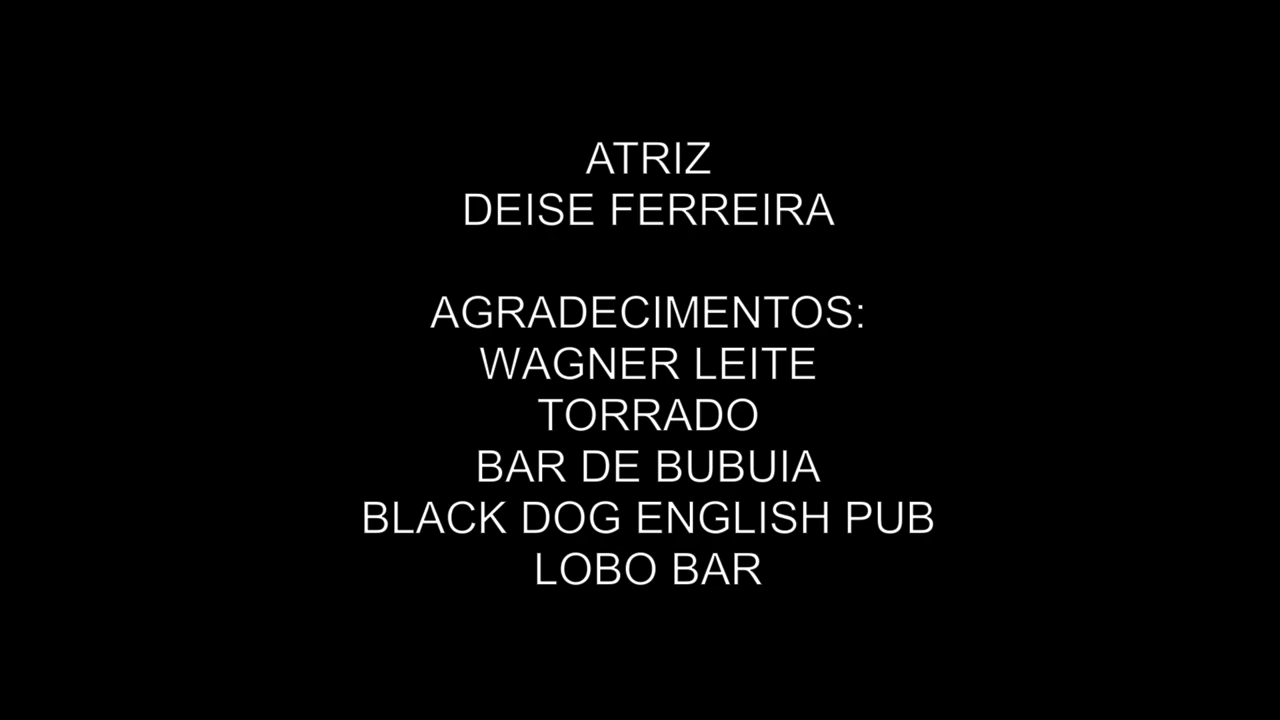 ATRIZ
DEISE FERREIRA
AGRADECIMENTOS:
WAGNER LEITE
TORRADO
BAR DE BUBUIA
BLACK DOG ENGLISH PUB
LOBO BAR